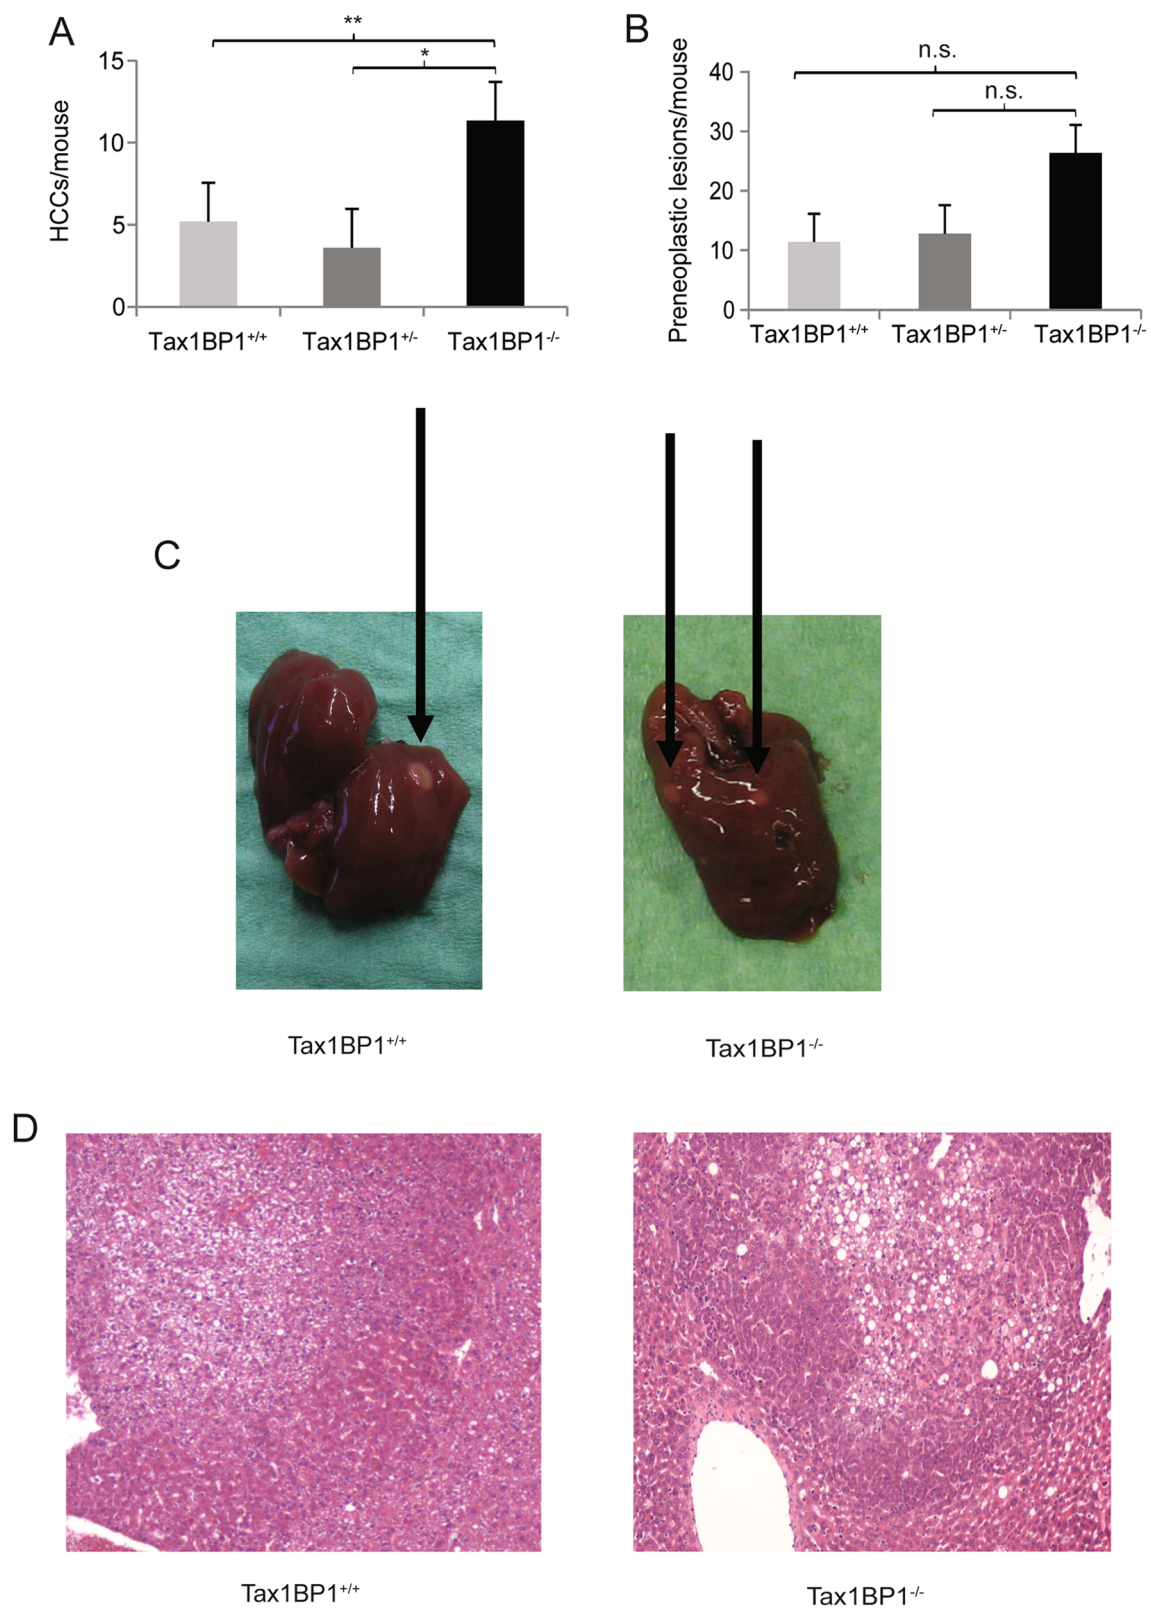 A
**
*
15
10
5
0
HCCs/mouse
Tax1BP1+/+
Tax1BP1+/-
Tax1BP1-/-
B
n.s.
n.s.
40
30
20
10
0
Preneoplastic lesions/mouse
Tax1BP1+/+
Tax1BP1+/-
Tax1BP1-/-
C
Tax1BP1+/+
Tax1BP1-/-
D
Tax1BP1+/+
Tax1BP1-/-